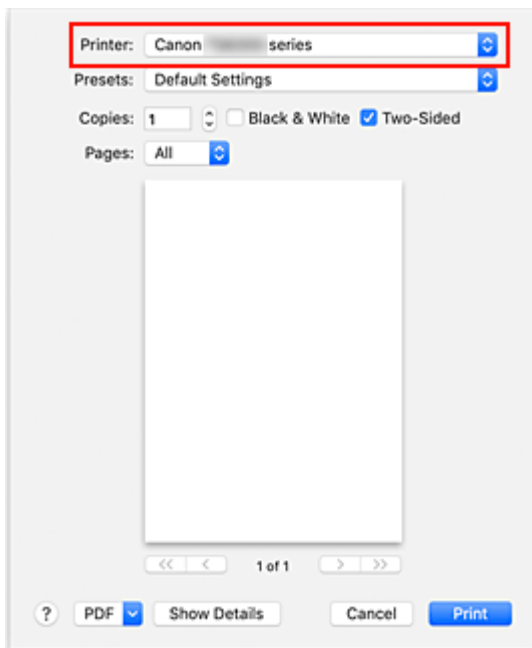 Printer: Canon series
Presets: Default Settings
Copies: 1 Black & White Two-Sided
Pages: All
<< < 1 of 1 > >>
? PDF Show Details Cancel Print